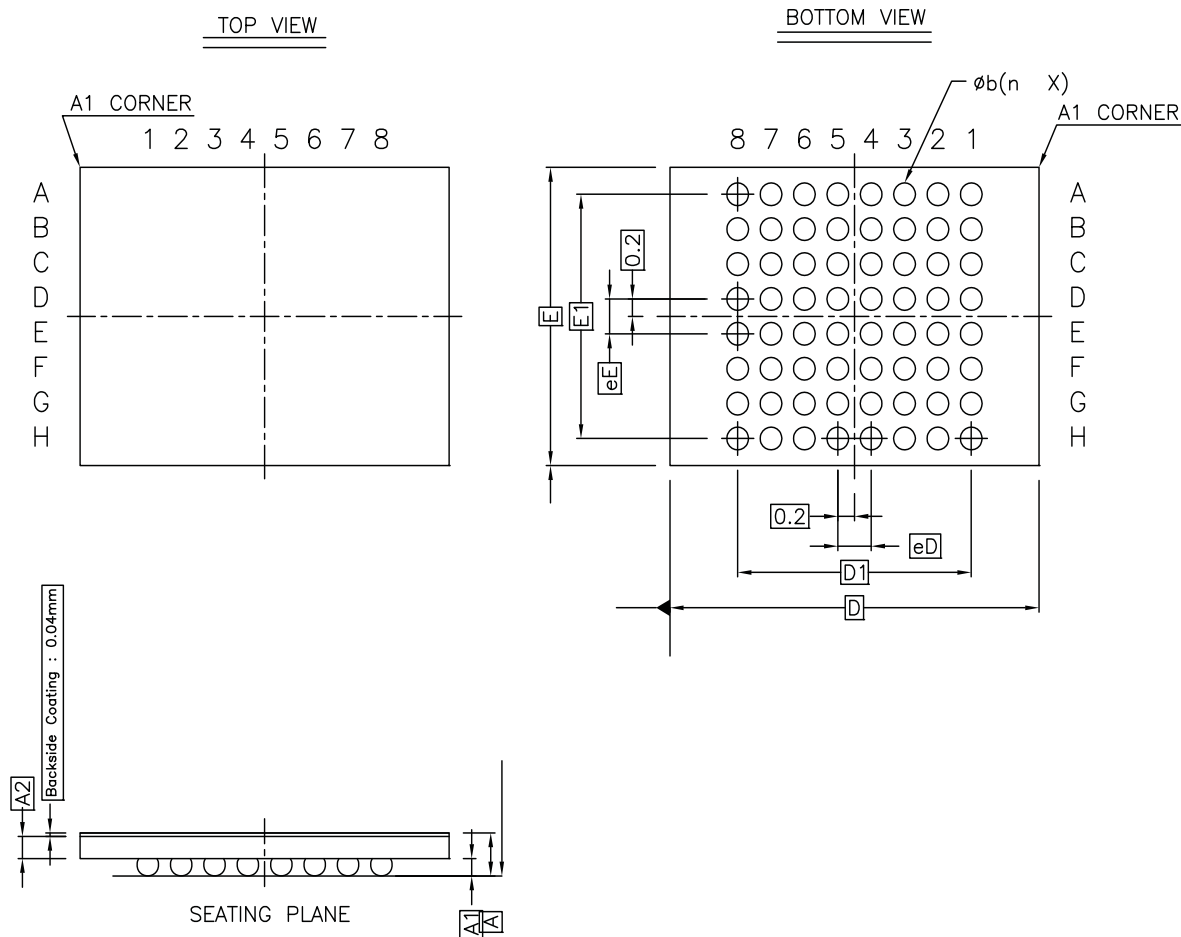 TOP VIEW
BOTTOM VIEW
A1 CORNER
1 2 3 4 5 6 7 8
A
B
C
D
E
F
G
H
øb(n X)
A1 CORNER
8 7 6 5 4 3 2 1
A
B
C
D
E
F
G
H
E
E1
eE
0.2
0.2
eD
D1
D
A2
Backside Coating : 0.04mm
A1
A
SEATING PLANE